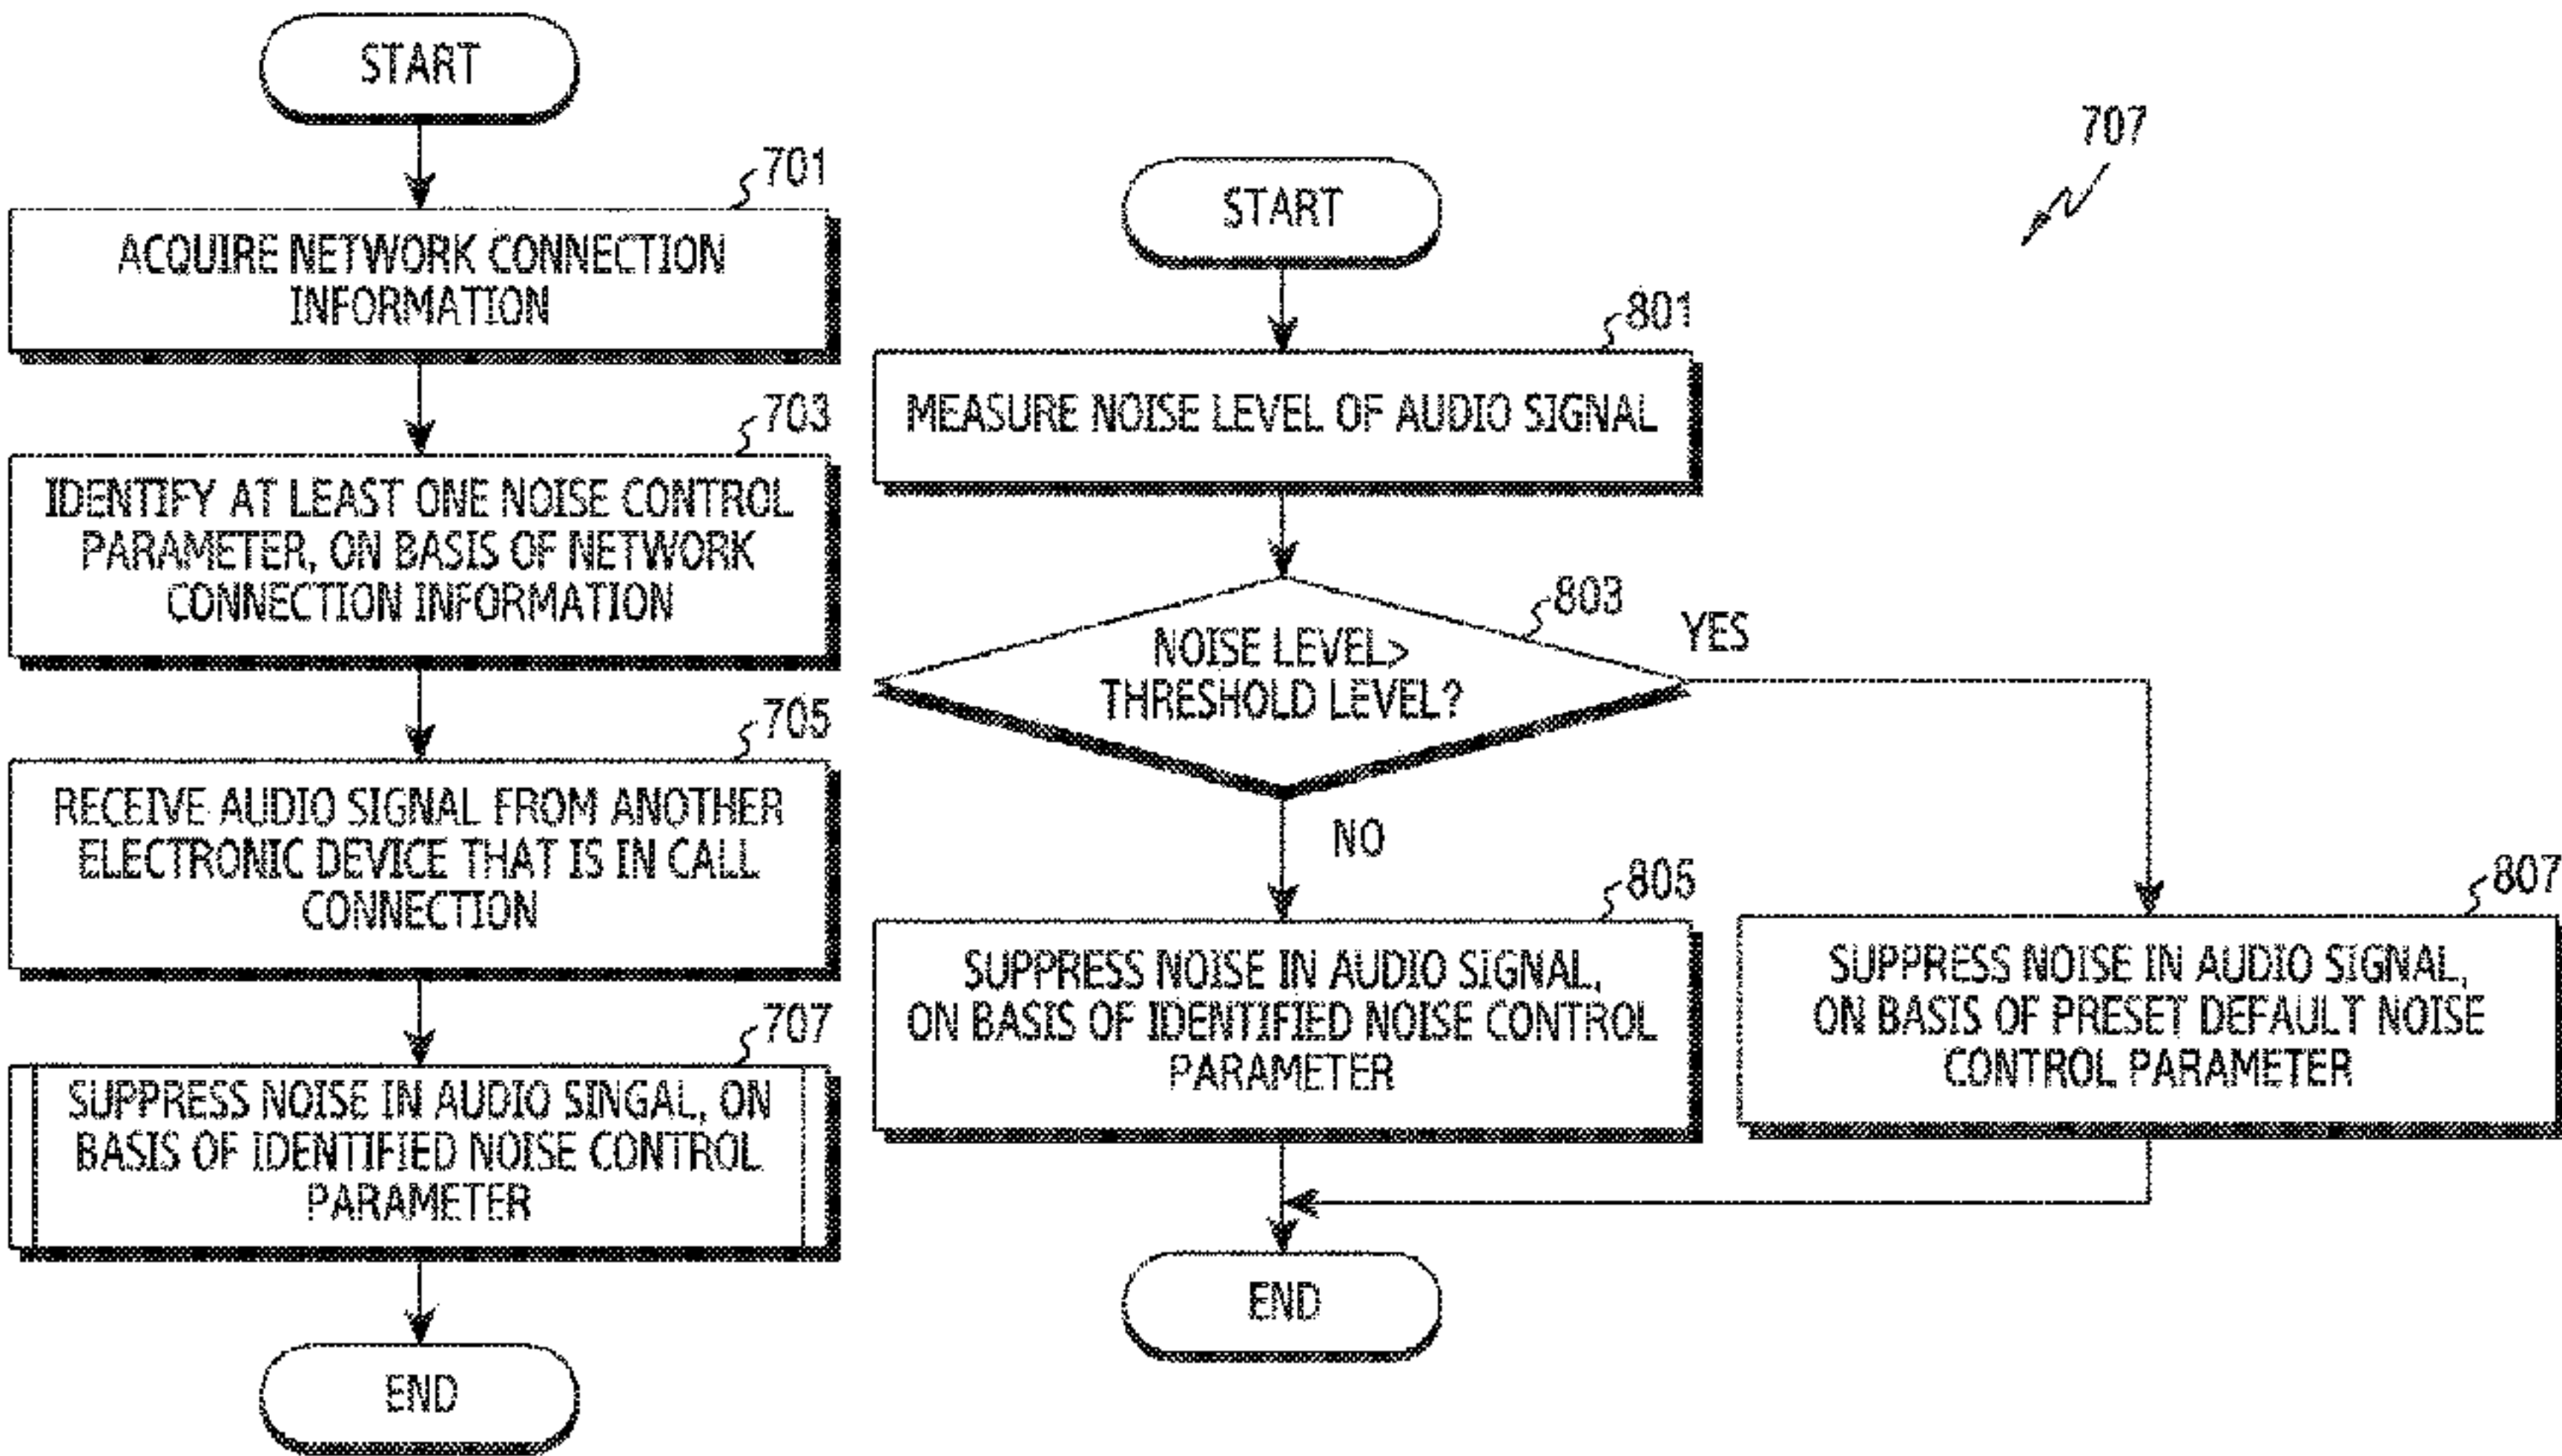 START
701
ACQUIRE NETWORK CONNECTION
INFORMATION
703
IDENTIFY AT LEAST ONE NOISE CONTROL
PARAMETER, ON BASIS OF NETWORK
CONNECTION INFORMATION
705
RECEIVE AUDIO SIGNAL FROM ANOTHER
ELECTRONIC DEVICE THAT IS IN CALL
CONNECTION
707
SUPPRESS NOISE IN AUDIO SINGAL, ON
BASIS OF IDENTIFIED NOISE CONTROL
PARAMETER
END
707
START
801
MEASURE NOISE LEVEL OF AUDIO SIGNAL
803
NOISE LEVEL>
THRESHOLD LEVEL?
YES
NO
805
SUPPRESS NOISE IN AUDIO SIGNAL,
ON BASIS OF IDENTIFIED NOISE CONTROL
PARAMETER
807
SUPPRESS NOISE IN AUDIO SIGNAL,
ON BASIS OF PRESET DEFAULT NOISE
CONTROL PARAMETER
END